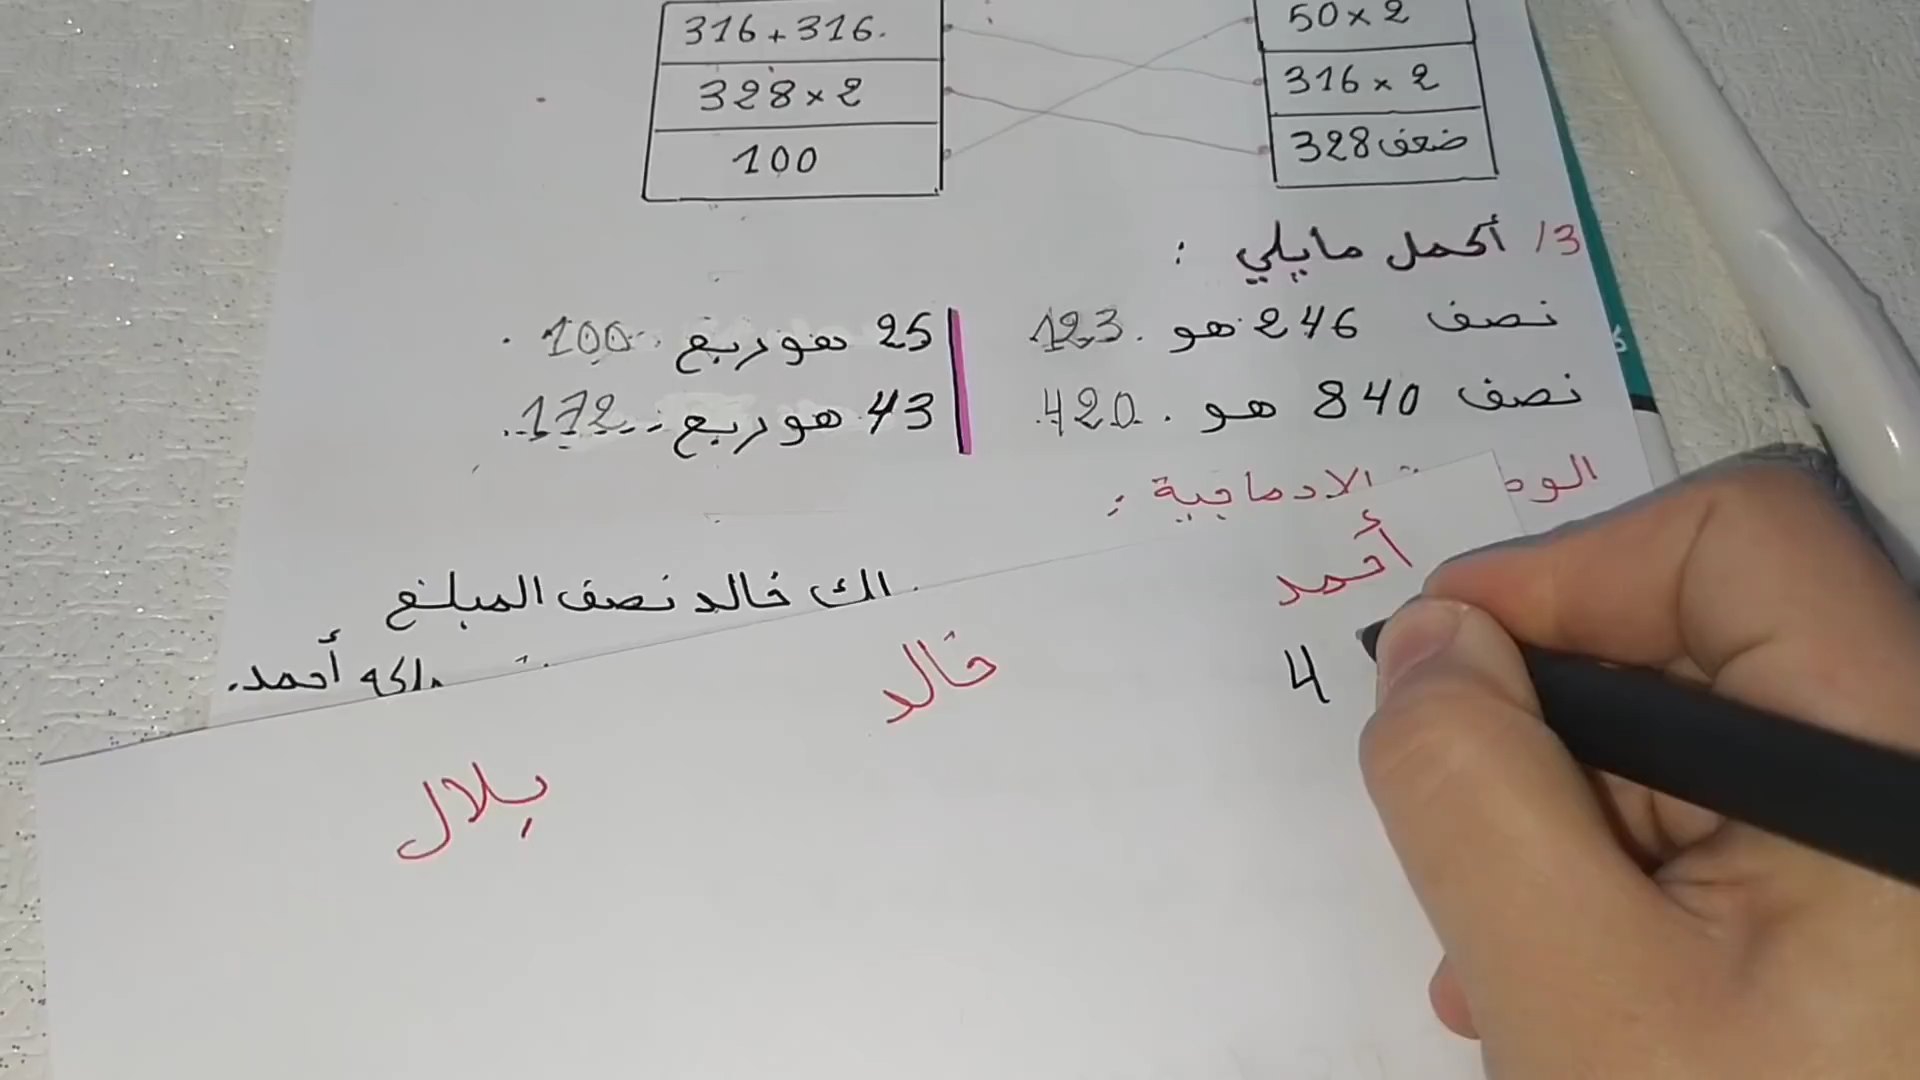 316 + 316.
328 × 2
100
50 × 2
316 × 2
ضعف 328
3/ أكمل مايلي :
نصف 246 هو 123.
نصف 840 هو 420.
25 هو ربع 100
43 هو ربع 172
الادماجية :
خالد نصف المبلغ
أحمد.
أحمد
4
خالد
بلال